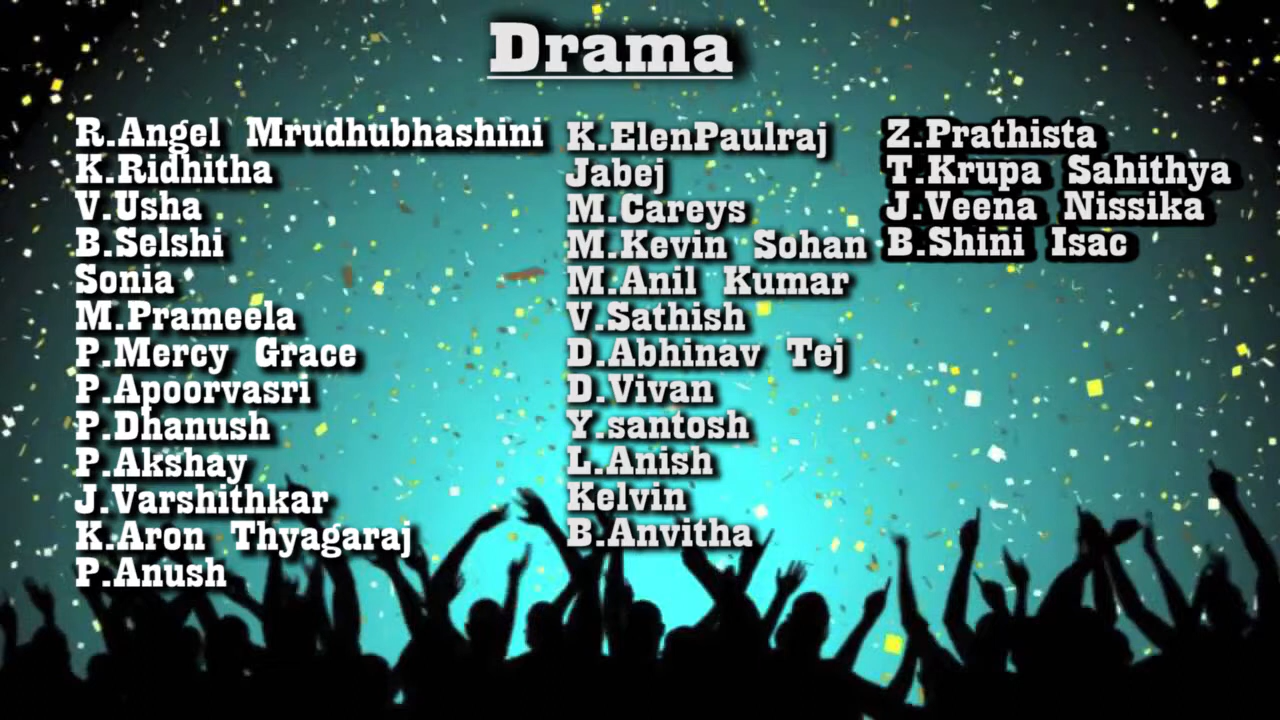 Drama
R.Angel Mrudhubhashini
K.Ridhitha
V.Usha
B.Selshi
Sonia
M.Prameela
P.Mercy Grace
P.Apoorvasri
P.Dhanush
P.Akshay
J.Varshithkar
K.Aron Thyagaraj
P.Anush
K.ElenPaulraj
Jabej
M.Careys
M.Kevin Sohan
M.Anil Kumar
V.Sathish
D.Abhinav Tej
D.Vivan
Y.santosh
L.Anish
Kelvin
B.Anvitha
Z.Prathista
T.Krupa Sahithya
J.Veena Nissika
B.Shini Isac